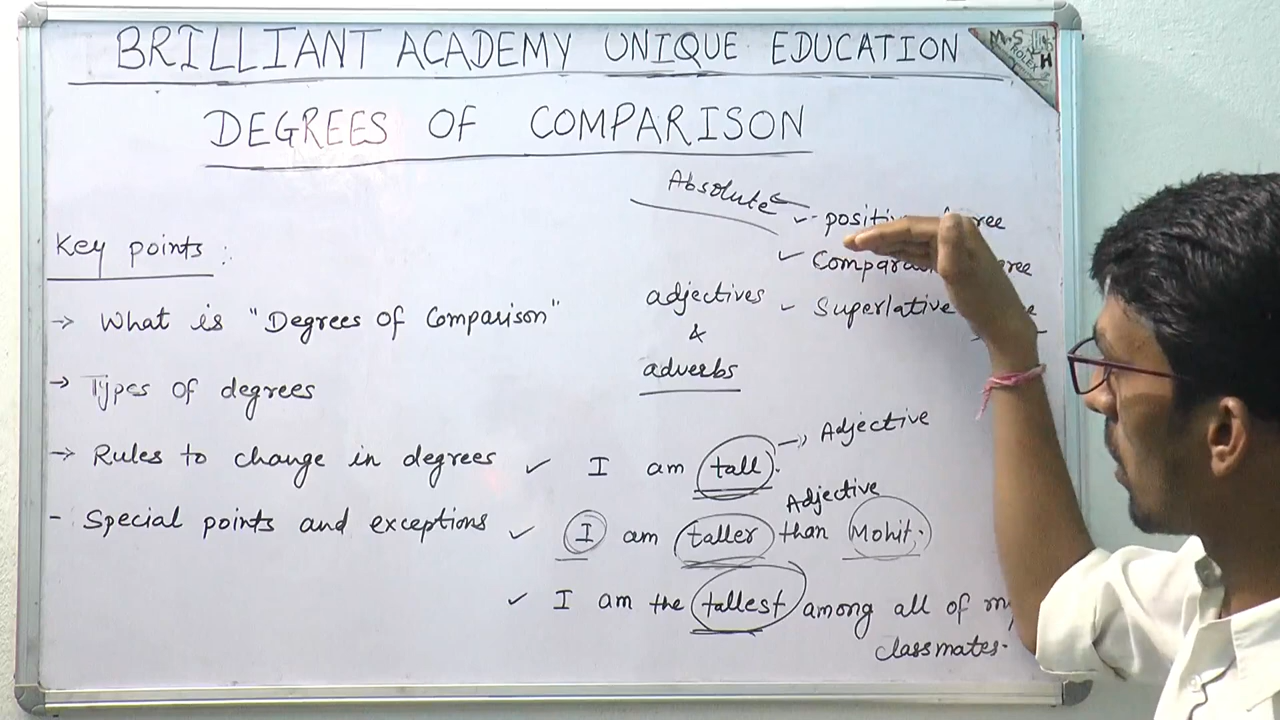 BRILLIANT ACADEMY UNIQUE EDUCATION
DEGREES OF COMPARISON
Absolute
positive
adjectives
&
adverbs
Superlative
Key points :
→ What is "Degrees of Comparison"
→ Types of degrees
→ Rules to change in degrees
- Special points and exceptions
✓ I am tall. → Adjective
Adjective
✓ I am taller than Mohit.
✓ I am the tallest among all of my
classmates.